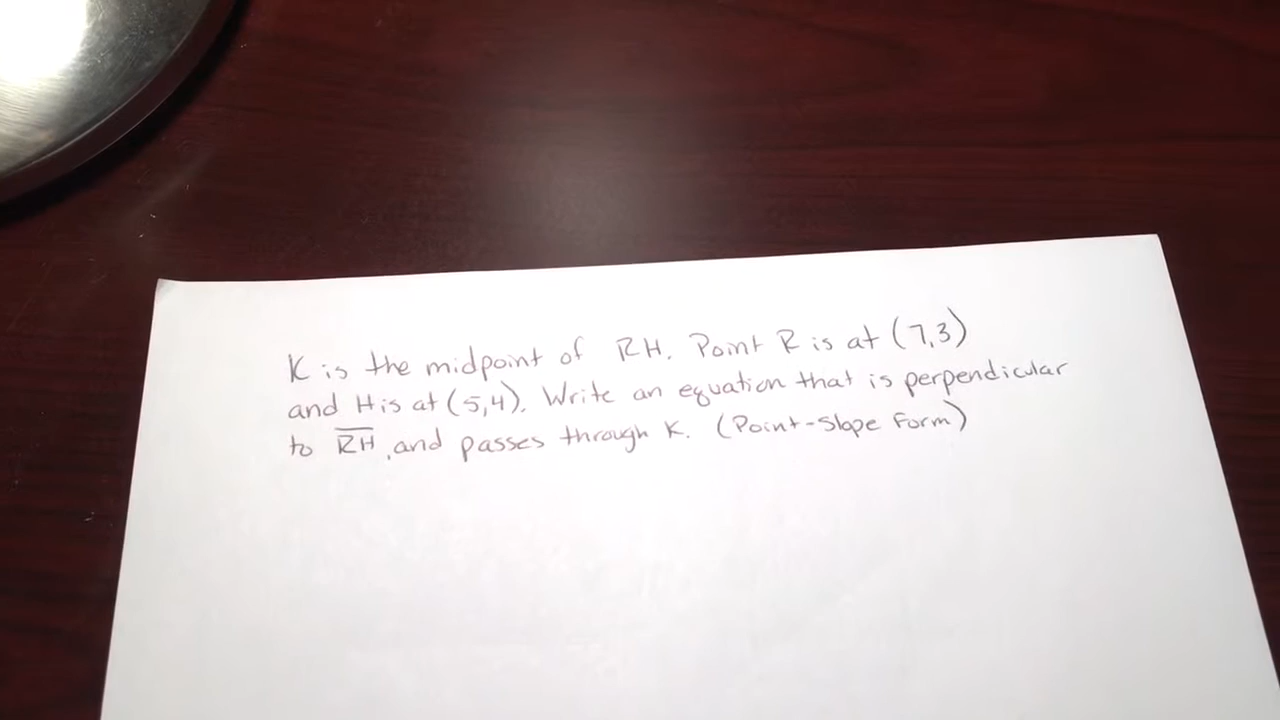 K is the midpoint of RH. Point R is at (7,3)
and H is at (5,4). Write an equation that is perpendicular
to R̅H̅, and passes through K. (Point-Slope Form)